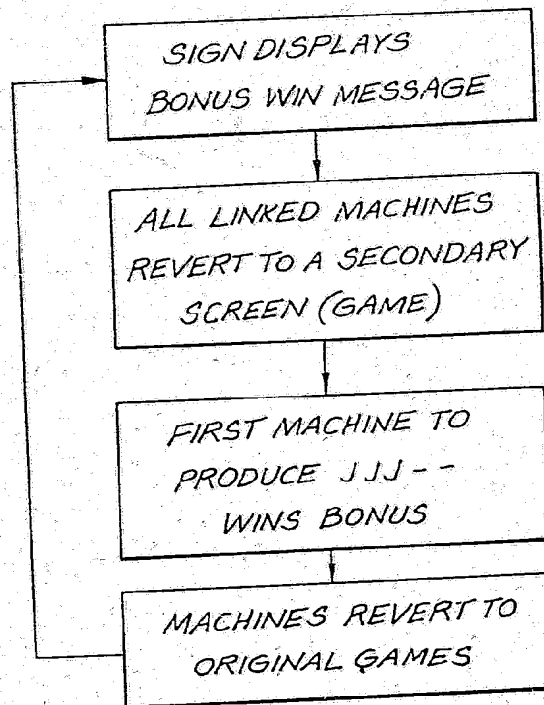 SIGN DISPLAYS
BONUS WIN MESSAGE
ALL LINKED MACHINES
REVERT TO A SECONDARY
SCREEN (GAME)
FIRST MACHINE TO
PRODUCE JJJ--
WINS BONUS
MACHINES REVERT TO
ORIGINAL GAMES